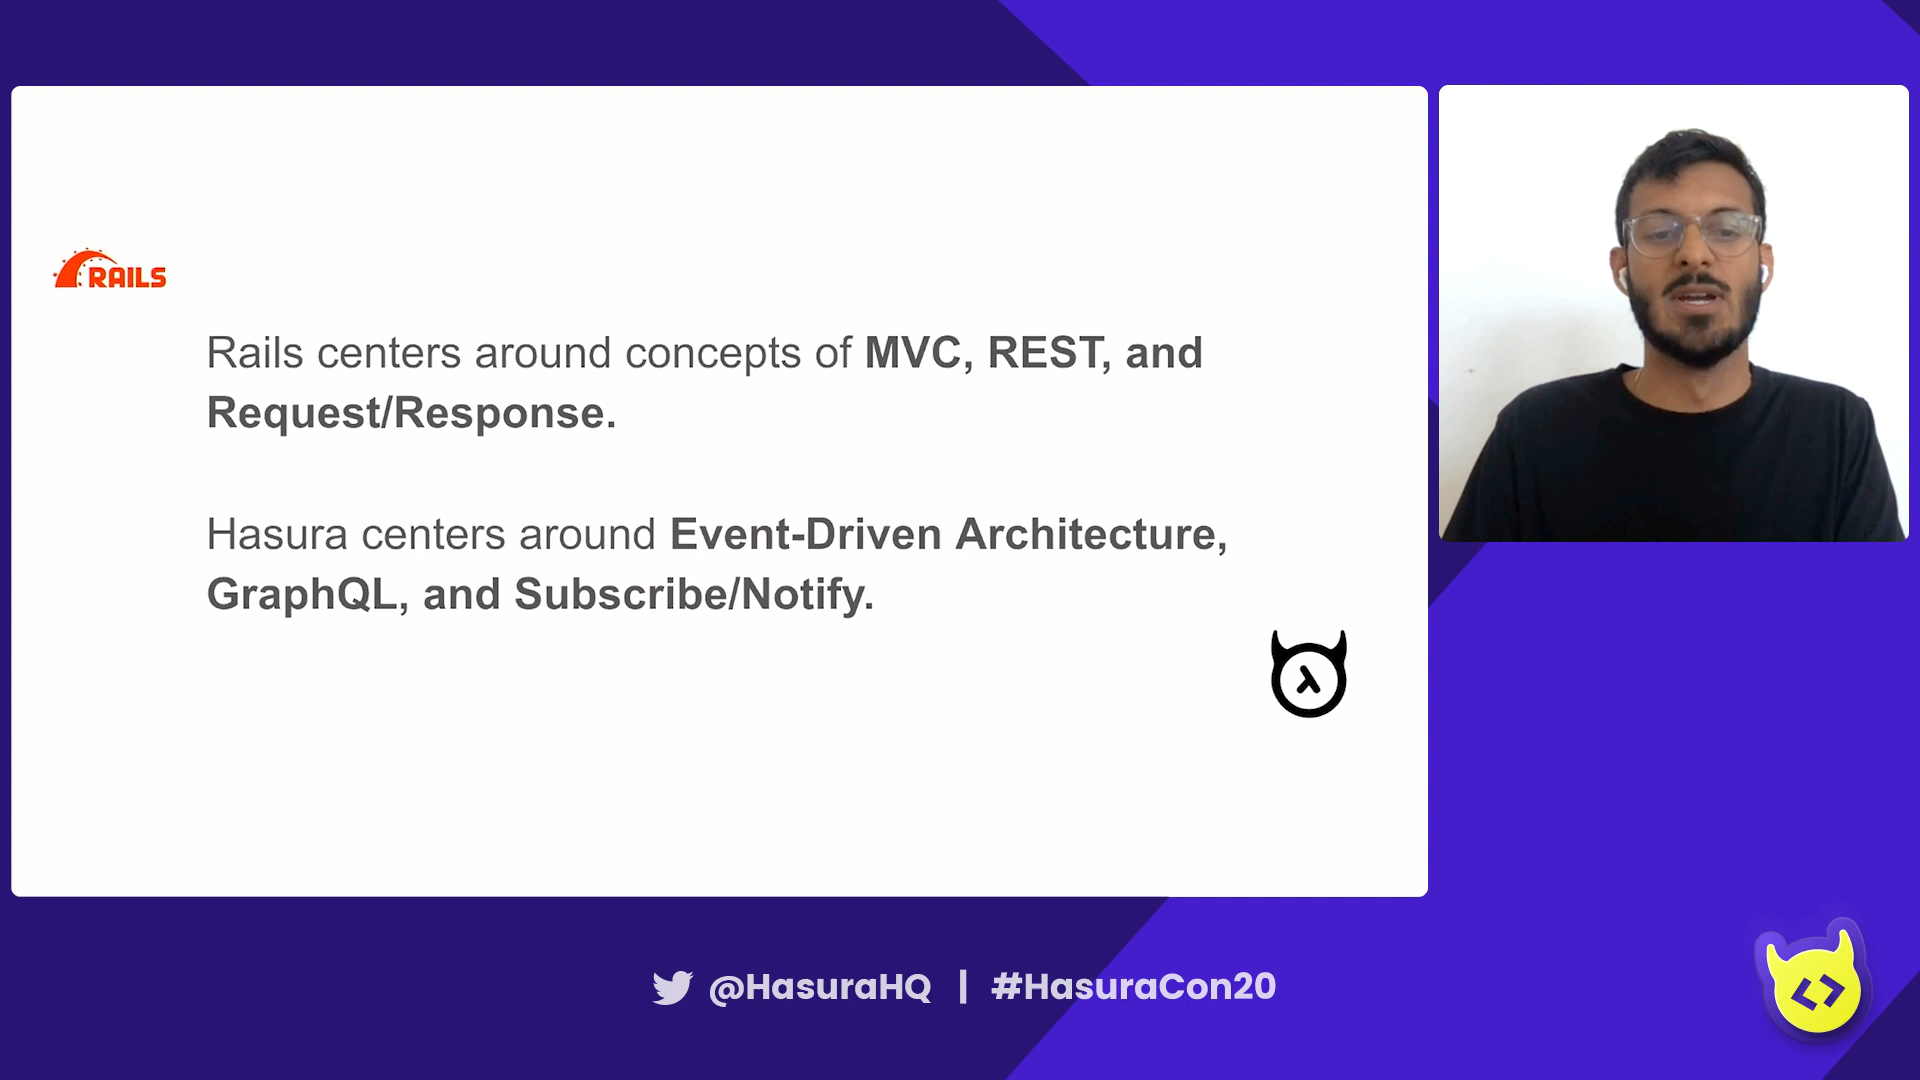 RAILS
Rails centers around concepts of MVC, REST, and
Request/Response.
Hasura centers around Event-Driven Architecture,
GraphQL, and Subscribe/Notify.
@HasuraHQ | #HasuraCon20